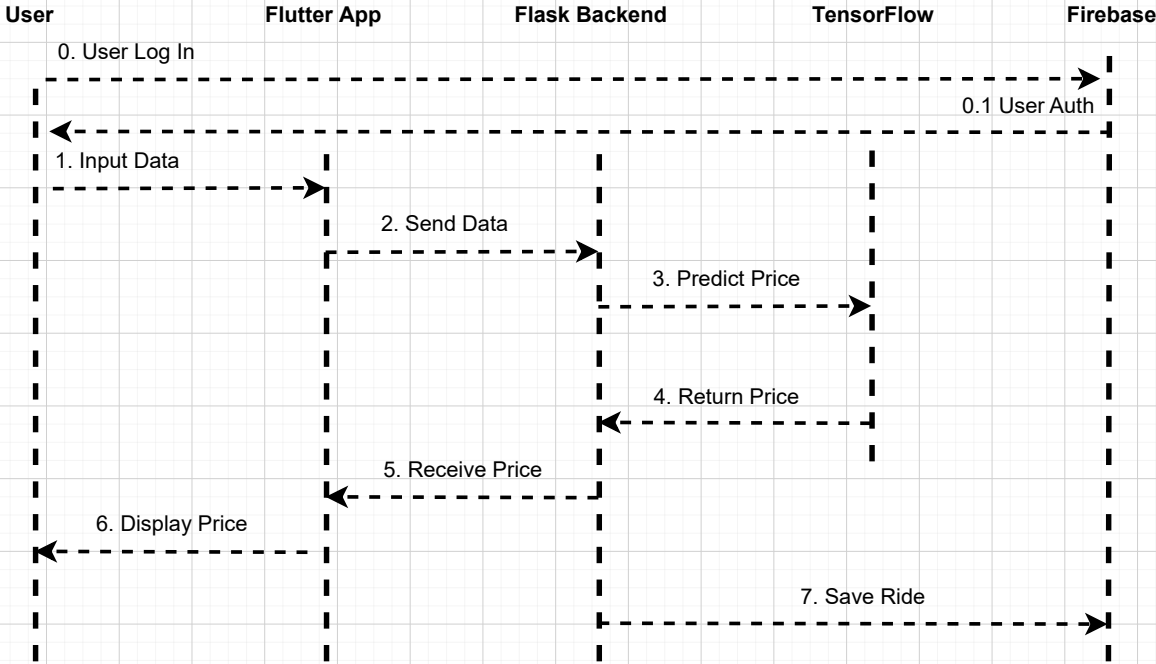 User Flutter App Flask Backend TensorFlow Firebase
0. User Log In
0.1 User Auth
1. Input Data
2. Send Data
3. Predict Price
4. Return Price
5. Receive Price
6. Display Price
7. Save Ride